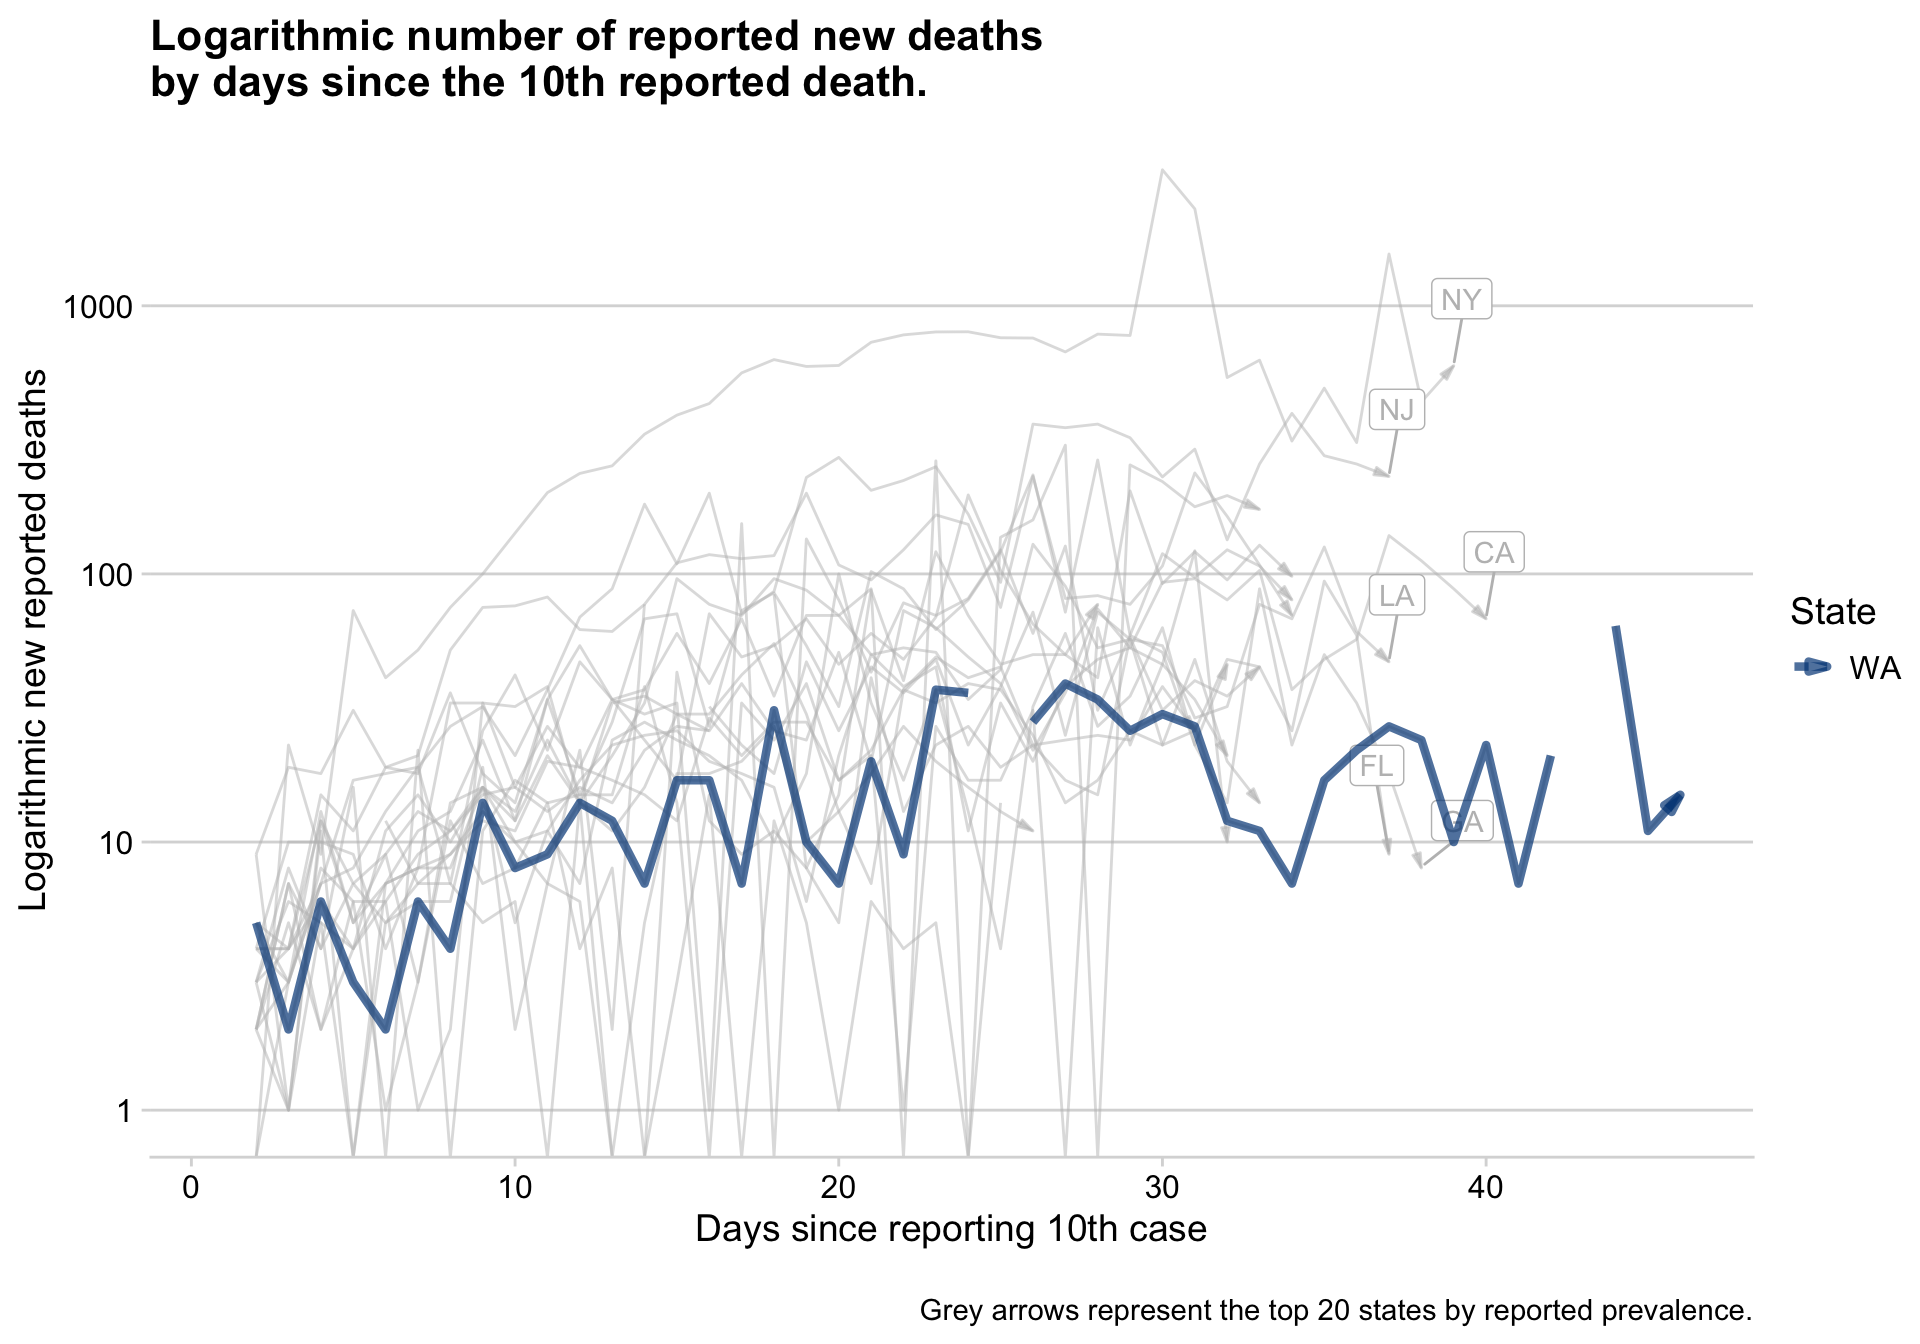 Logarithmic number of reported new deaths
by days since the 10th reported death.
Logarithmic new reported deaths
1000
100
10
1
NY
NJ
CA
LA
FL
GA
State
WA
0
10
20
30
40
Days since reporting 10th case
Grey arrows represent the top 20 states by reported prevalence.